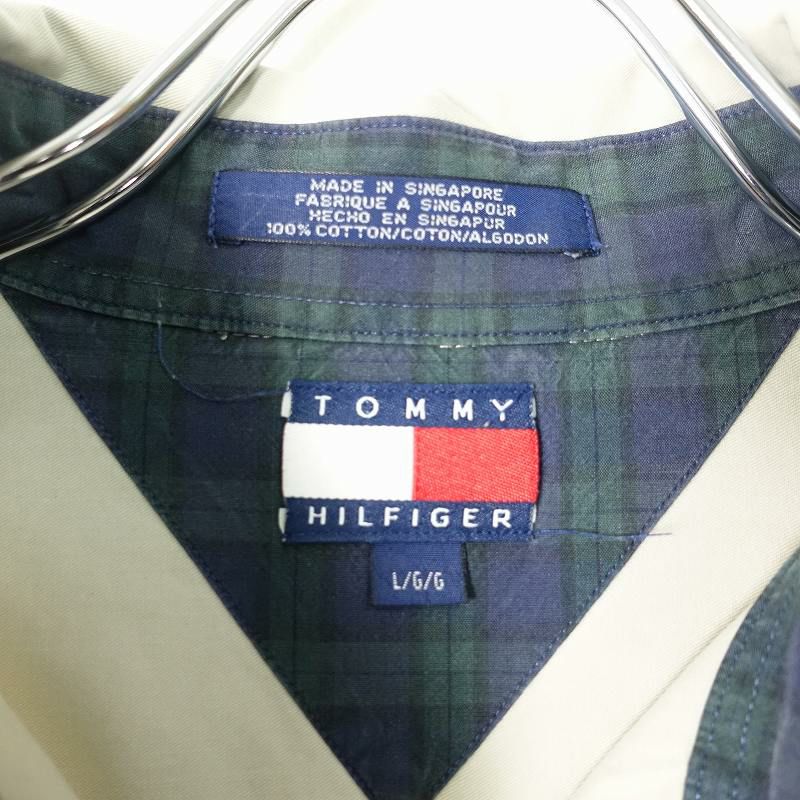 MADE IN SINGAPORE
FABRIQUE A SINGAPOUR
HECHO EN SINGAPUR
100% COTTON/COTON/ALGODON
TOMMY
HILFIGER
L/G/G